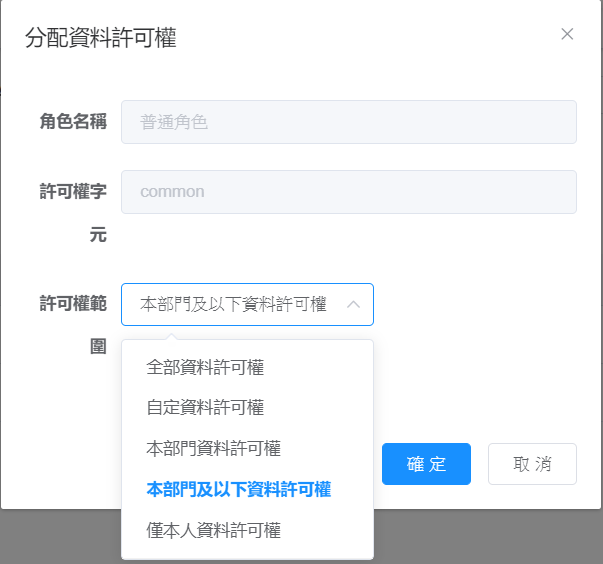 分配資料許可權
角色名稱
普通角色
許可權字
元
common
許可權範
圍
本部門及以下資料許可權
全部資料許可權
自定資料許可權
本部門資料許可權
本部門及以下資料許可權
僅本人資料許可權
確 定
取 消